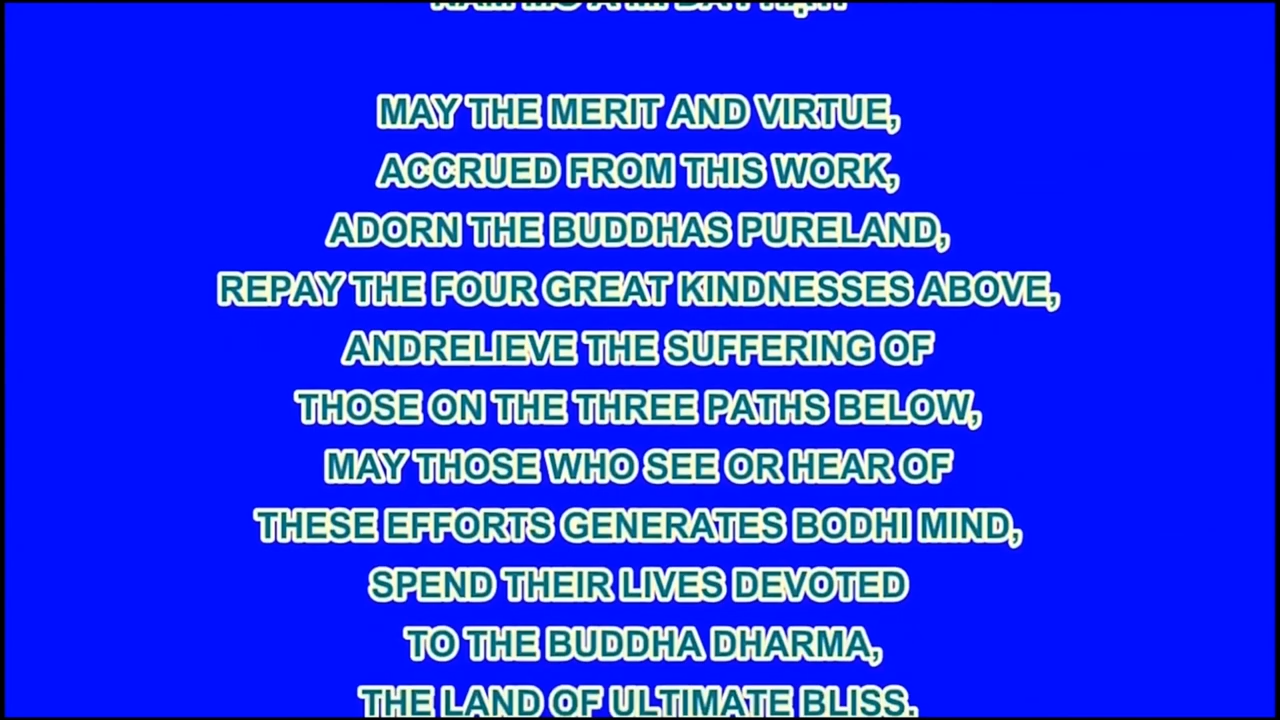 MAY THE MERIT AND VIRTUE,
ACCRUED FROM THIS WORK,
ADORN THE BUDDHAS PURELAND,
REPAY THE FOUR GREAT KINDNESSES ABOVE,
ANDRELIEVE THE SUFFERING OF
THOSE ON THE THREE PATHS BELOW,
MAY THOSE WHO SEE OR HEAR OF
THESE EFFORTS GENERATES BODHI MIND,
SPEND THEIR LIVES DEVOTED
TO THE BUDDHA DHARMA,
THE LAND OF ULTIMATE BLISS.